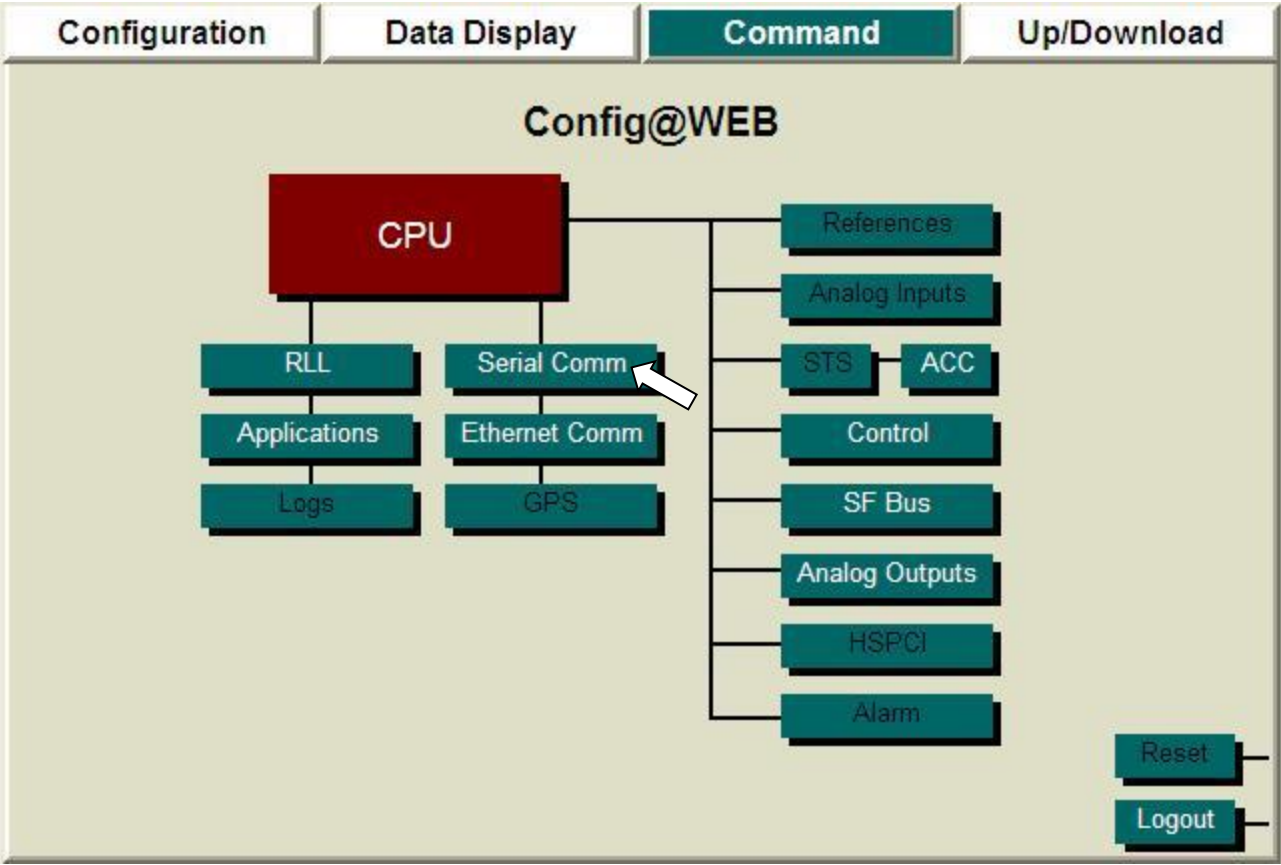 Configuration
Data Display
Command
Up/Download
Config@WEB
CPU
RLL
Serial Comm
Applications
Ethernet Comm
Logs
GPS
References
Analog Inputs
STS
ACC
Control
SF Bus
Analog Outputs
HSPCI
Alarm
Reset
Logout